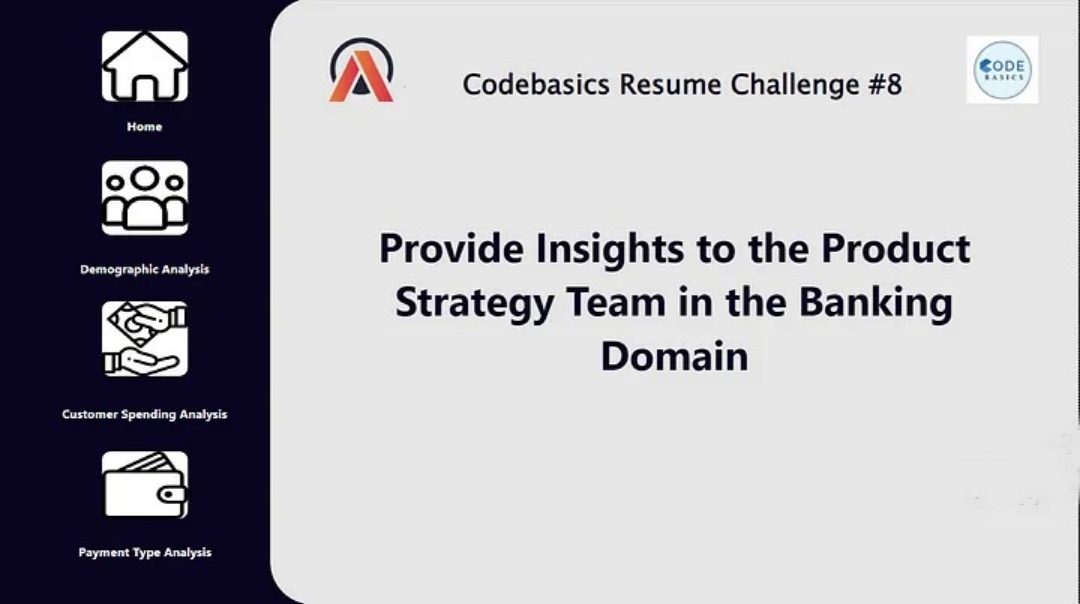 Home
Demographic Analysis
Customer Spending Analysis
Payment Type Analysis
Codebasics Resume Challenge #8
CODE
BASICS
Provide Insights to the Product
Strategy Team in the Banking
Domain